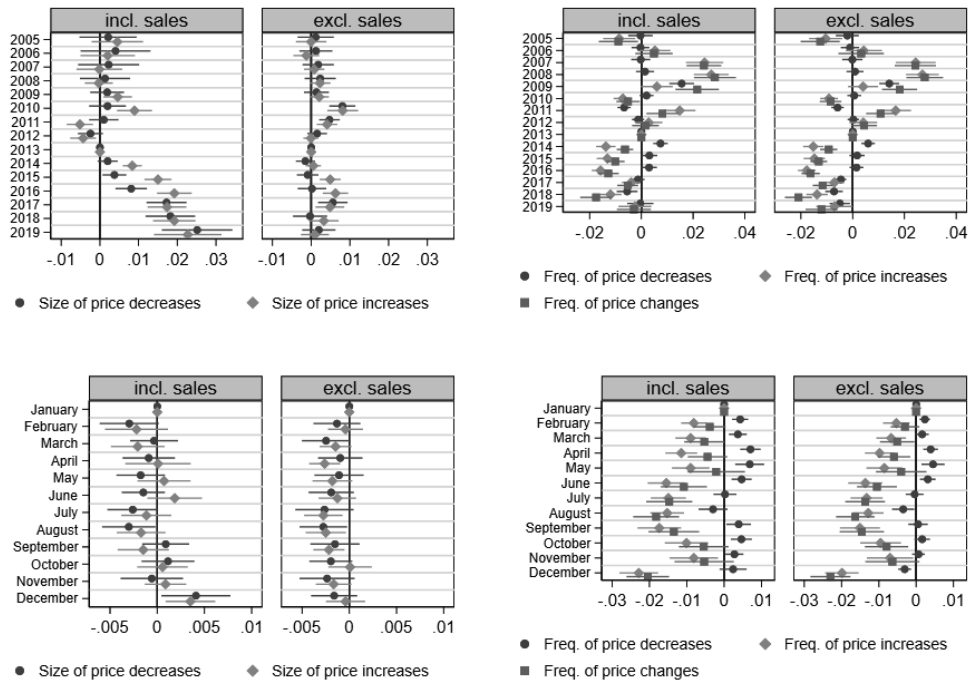 incl. sales excl. sales
2005
2006
2007
2008
2009
2010
2011
2012
2013
2014
2015
2016
2017
2018
2019
-.01 0 .01 .02 .03 -.01 0 .01 .02 .03
Size of price decreases Size of price increases
incl. sales excl. sales
2005
2006
2007
2008
2009
2010
2011
2012
2013
2014
2015
2016
2017
2018
2019
-.02 0 .02 .04 -.02 0 .02 .04
Freq. of price decreases Freq. of price increases
Freq. of price changes
incl. sales excl. sales
January
February
March
April
May
June
July
August
September
October
November
December
-.005 0 .005 .01 -.005 0 .005 .01
Size of price decreases Size of price increases
incl. sales excl. sales
January
February
March
April
May
June
July
August
September
October
November
December
-.03 -.02 -.01 0 .01 -.03 -.02 -.01 0 .01
Freq. of price decreases Freq. of price increases
Freq. of price changes